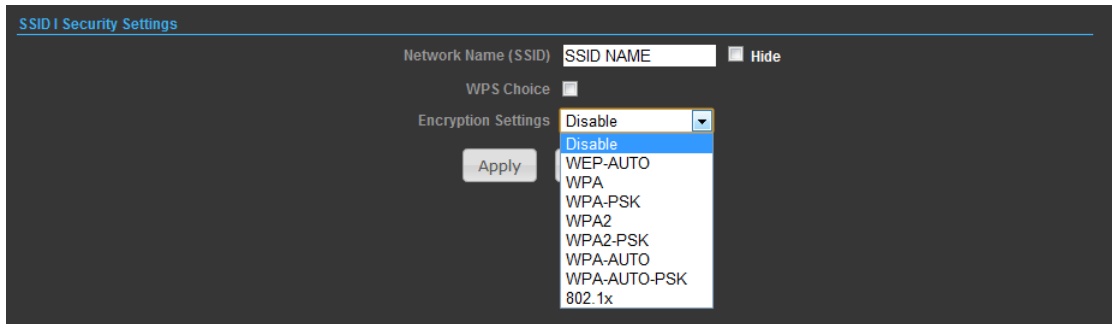 SSID I Security Settings
Network Name (SSID) SSID NAME Hide
WPS Choice
Encryption Settings Disable
Disable
Apply
WEP-AUTO
WPA
WPA-PSK
WPA2
WPA2-PSK
WPA-AUTO
WPA-AUTO-PSK
802.1x